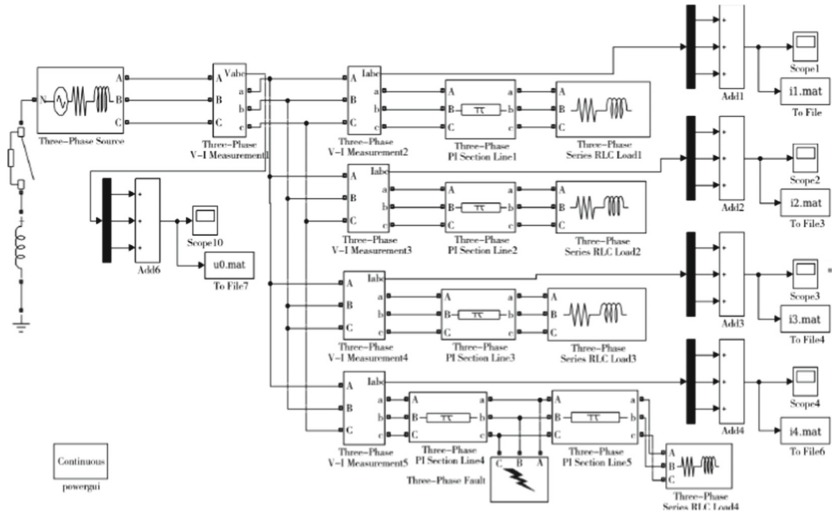 N
A
B
C
Three-Phase Source
A
B
C
Vabc
a
b
c
Three-Phase
V-I Measurement1
A
B
C
Iabc
a
b
c
Three-Phase
V-I Measurement2
A
B
C
a
b
c
Three-Phase
PI Section Line1
A
B
C
Three-Phase
Series RLC Load1
Add1
Scope1
i1.mat
To File
A
B
C
Iabc
a
b
c
Three-Phase
V-I Measurement3
A
B
C
a
b
c
Three-Phase
PI Section Line2
A
B
C
Three-Phase
Series RLC Load2
Add2
Scope2
i2.mat
To File3
Add6
Scope10
u0.mat
To File7
A
B
C
Iabc
a
b
c
Three-Phase
V-I Measurement4
A
B
C
a
b
c
Three-Phase
PI Section Line3
A
B
C
Three-Phase
Series RLC Load3
Add3
Scope3
i3.mat
To File4
A
B
C
Iabc
a
b
c
Three-Phase
V-I Measurement5
A
B
C
a
b
c
Three-Phase
PI Section Line4
A
B
C
a
b
c
Three-Phase
PI Section Line5
Add4
Scope4
i4.mat
To File6
C B A
Three-Phase Fault
A
B
C
Three-Phase
Series RLC Load4
Continuous
powergui